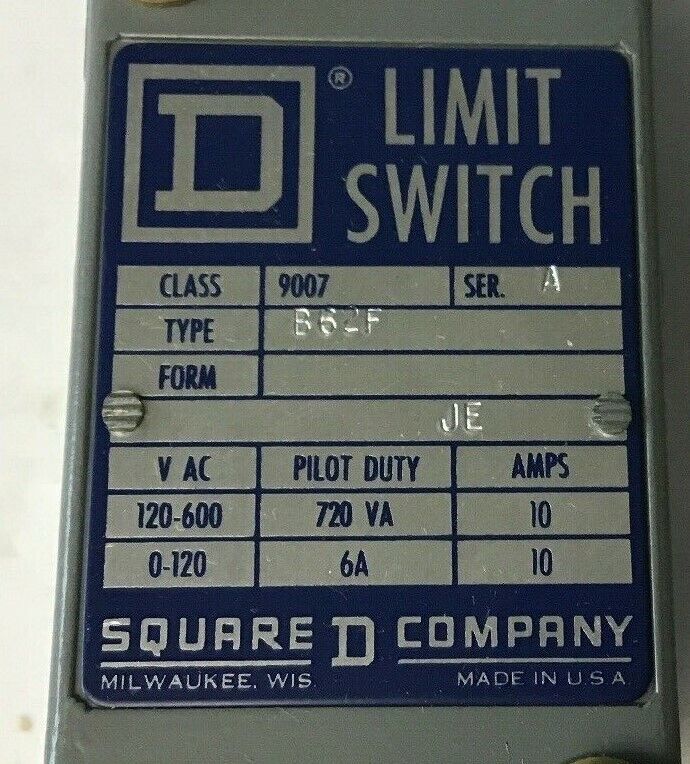 D ® LIMIT
SWITCH
CLASS 9007 SER. A
TYPE B62F
FORM
JE
V AC PILOT DUTY AMPS
120-600 720 VA 10
0-120 6A 10
SQUARE D COMPANY
MILWAUKEE, WIS. MADE IN U S A